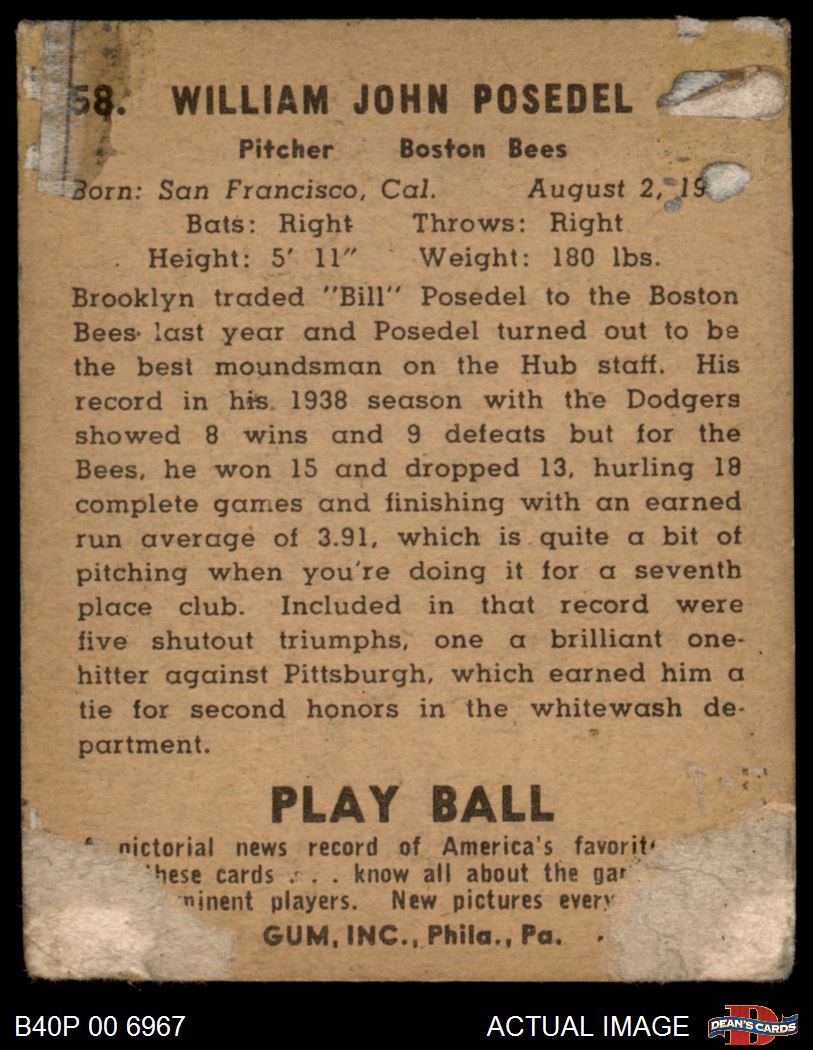 58. WILLIAM JOHN POSEDEL
Pitcher Boston Bees
Born: San Francisco, Cal. August 2, 19
Bats: Right Throws: Right
Height: 5' 11" Weight: 180 lbs.
Brooklyn traded "Bill" Posedel to the Boston
Bees last year and Posedel turned out to be
the best moundsman on the Hub staff. His
record in his 1938 season with the Dodgers
showed 8 wins and 9 defeats but for the
Bees, he won 15 and dropped 13, hurling 18
complete games and finishing with an earned
run average of 3.91, which is quite a bit of
pitching when you're doing it for a seventh
place club. Included in that record were
five shutout triumphs, one a brilliant one-
hitter against Pittsburgh, which earned him a
tie for second honors in the whitewash de-
partment.
PLAY BALL
pictorial news record of America's favorit
these cards . . . know all about the ga
minent players. New pictures every
GUM, INC., Phila., Pa.
B40P 00 6967 ACTUAL IMAGE DEAN'S CARDS